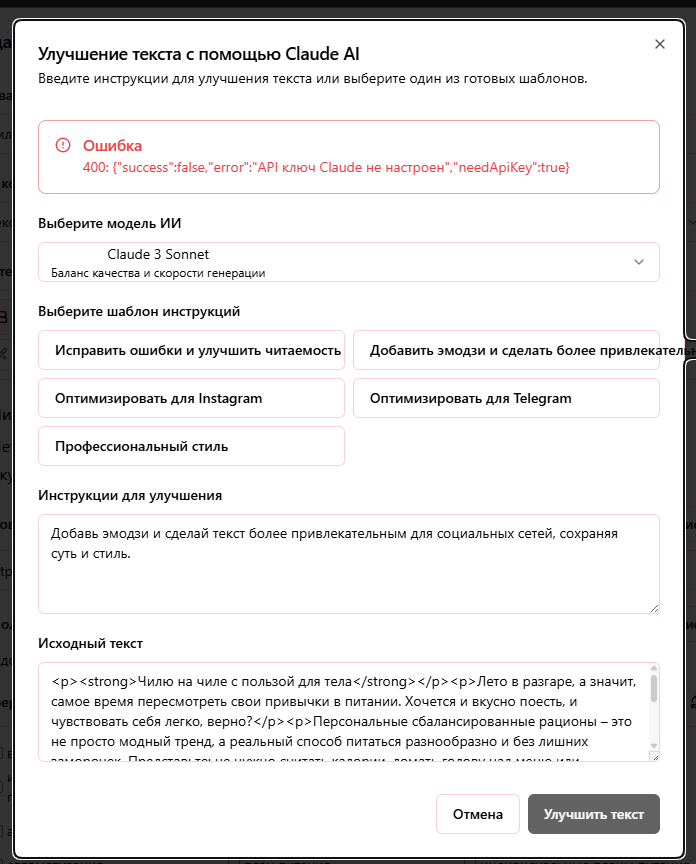 Улучшение текста с помощью Claude AI
Введите инструкции для улучшения текста или выберите один из готовых шаблонов.
Ошибка
400: {"success":false,"error":"API ключ Claude не настроен","needApiKey":true}
Выберите модель ИИ
Claude 3 Sonnet
Баланс качества и скорости генерации
Выберите шаблон инструкций
Исправить ошибки и улучшить читаемость
Добавить эмодзи и сделать более привлекательн
Оптимизировать для Instagram
Оптимизировать для Telegram
Профессиональный стиль
Инструкции для улучшения
Добавь эмодзи и сделай текст более привлекательным для социальных сетей, сохраняя
суть и стиль.
Исходный текст
<p><strong>Чилю на чиле с пользой для тела</strong></p><p>Лето в разгаре, а значит,
самое время пересмотреть свои привычки в питании. Хочется и вкусно поесть, и
чувствовать себя легко, верно?</p><p>Персональные сбалансированные рационы – это
не просто модный тренд, а реальный способ питаться разнообразно и без лишних
Отмена
Улучшить текст